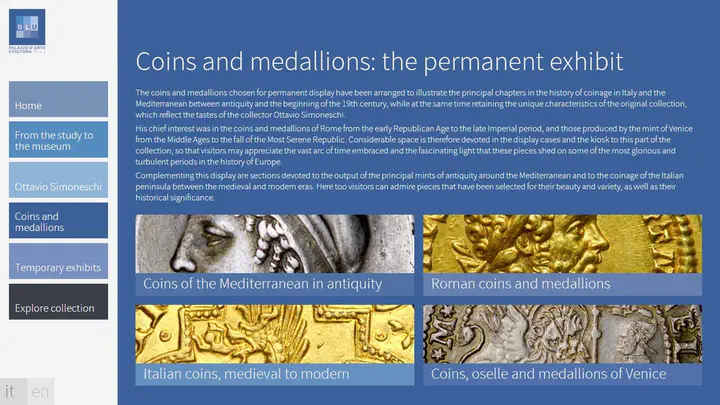 BLU
PALAZZO D'ARTE
E CULTURA
Home
From the study to
the museum
Ottavio Simoneschi
Coins and
medallions
Temporary exhibits
Explore collection
it en
Coins and medallions: the permanent exhibit
The coins and medallions chosen for permanent display have been arranged to illustrate the principal chapters in the history of coinage in Italy and the
Mediterranean between antiquity and the beginning of the 19th century, while at the same time retaining the unique characteristics of the original collection,
which reflect the tastes of the collector Ottavio Simoneschi.
His chief interest was in the coins and medallions of Rome from the early Republican Age to the late Imperial period, and those produced by the mint of Venice
from the Middle Ages to the fall of the Most Serene Republic. Considerable space is therefore devoted in the display cases and the kiosk to this part of the
collection, so that visitors may appreciate the vast arc of time embraced and the fascinating light that these pieces shed on some of the most glorious and
turbulent periods in the history of Europe.
Complementing this display are sections devoted to the output of the principal mints of antiquity around the Mediterranean and to the coinage of the Italian
peninsula between the medieval and modern eras. Here too visitors can admire pieces that have been selected for their beauty and variety, as well as their
historical significance.
Coins of the Mediterranean in antiquity
Roman coins and medallions
Italian coins, medieval to modern
Coins, oselle and medallions of Venice